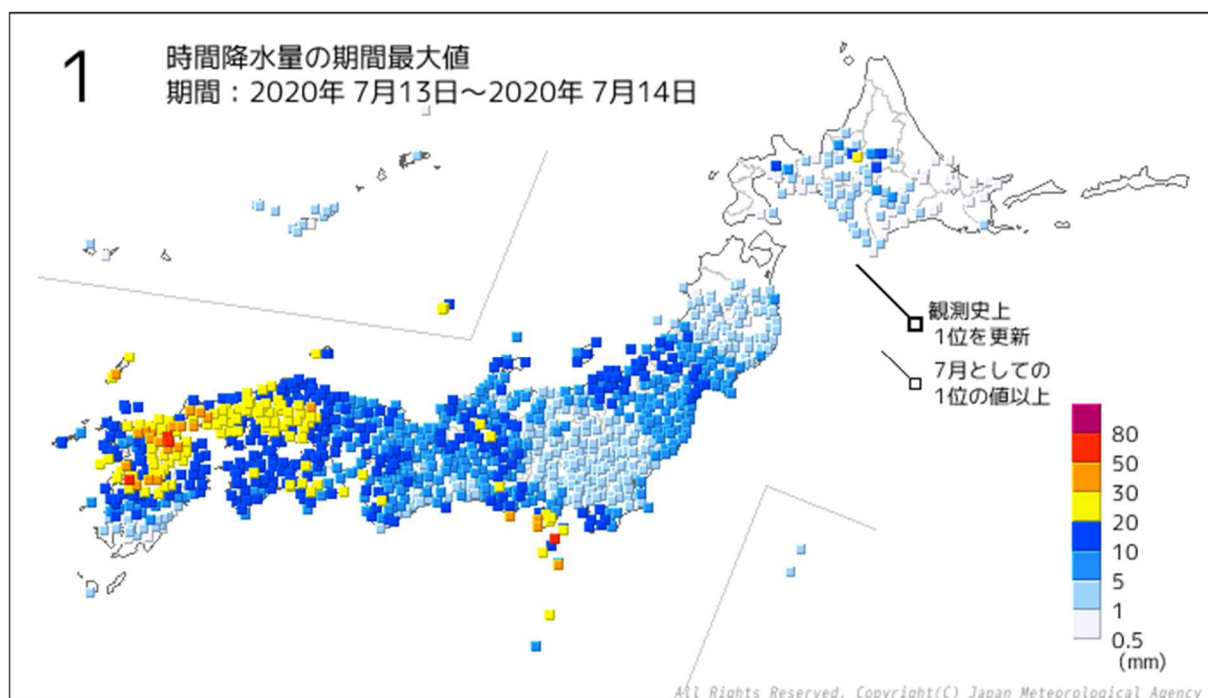 1
時間降水量の期間最大値
期間：2020年 7月13日～2020年 7月14日
観測史上
1位を更新
7月としての
1位の値以上
80
50
30
20
10
5
1
0.5
(mm)
All Rights Reserved. Copyright(C) Japan Meteorological Agency